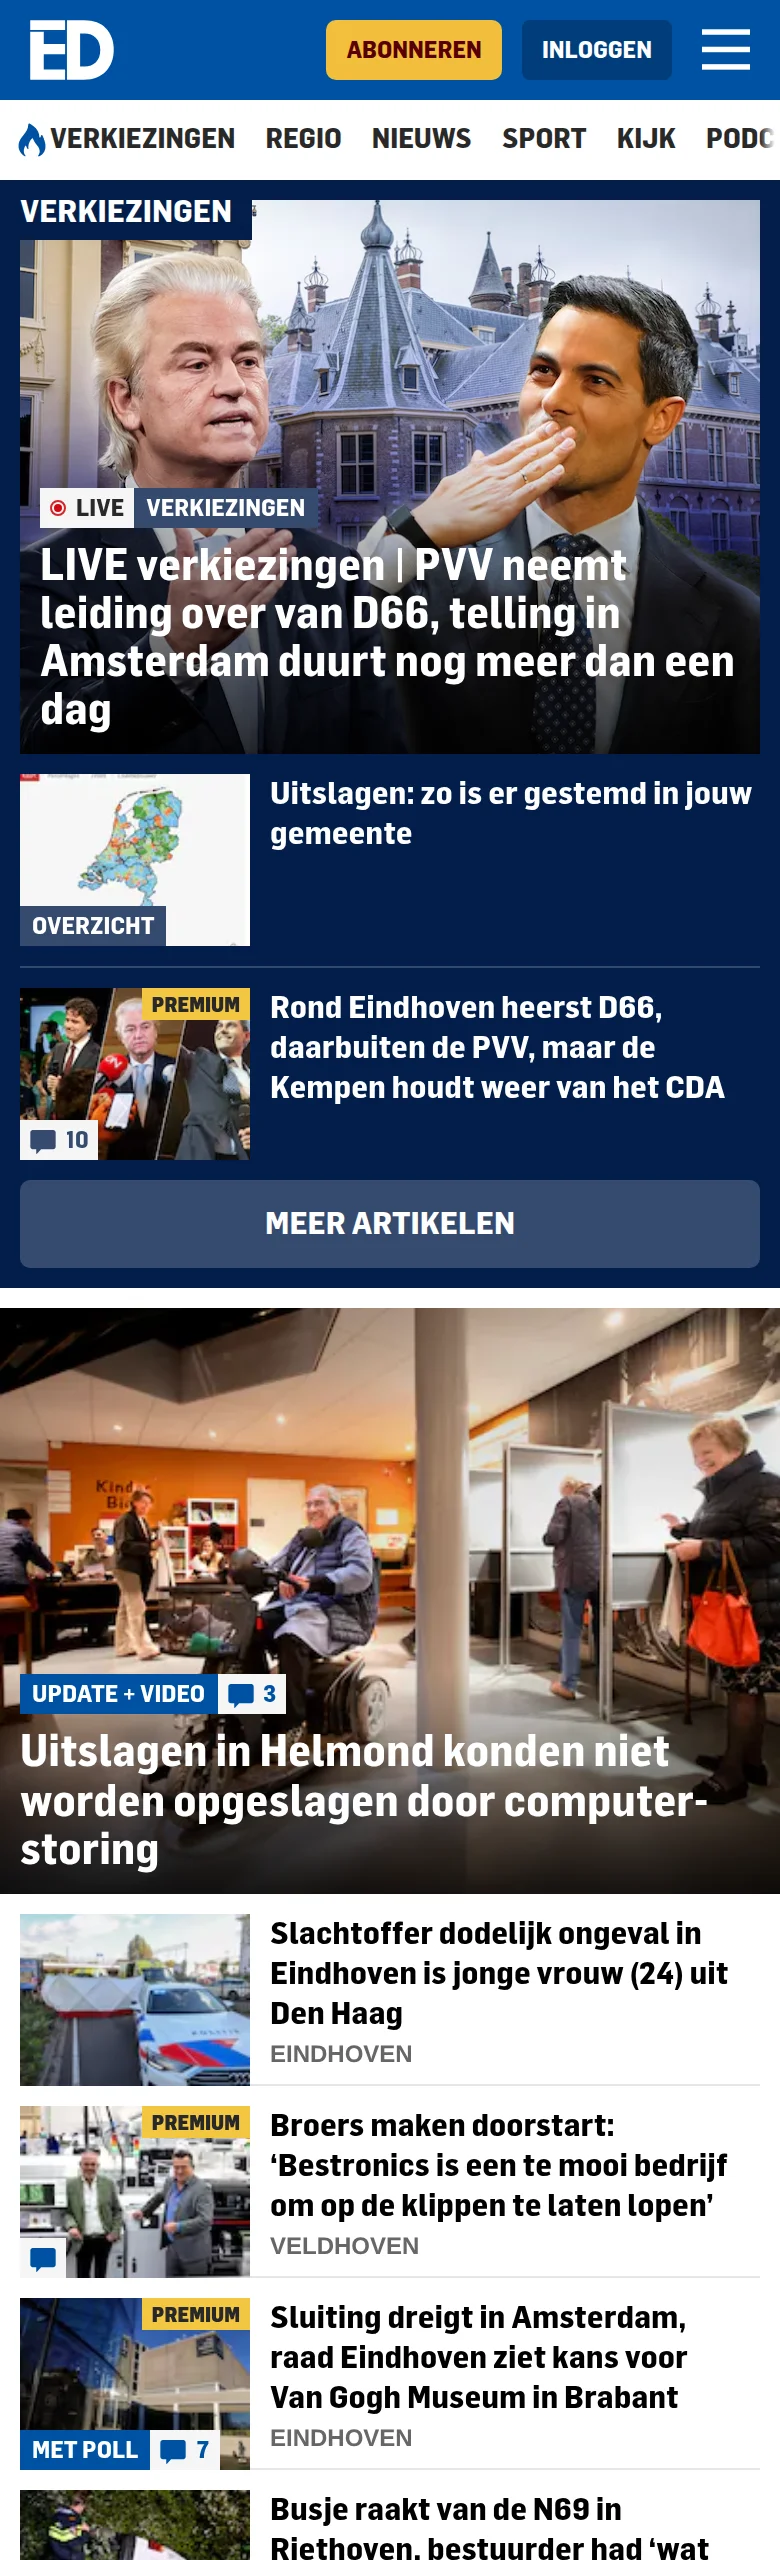 ED
ABONNEREN
INLOGGEN
VERKIEZINGEN
REGIO
NIEUWS
SPORT
KIJK
PODC
VERKIEZINGEN
LIVE
VERKIEZINGEN
LIVE verkiezingen | PVV neemt
leiding over van D66, telling in
Amsterdam duurt nog meer dan een
dag
Uitslagen: zo is er gestemd in jouw
gemeente
OVERZICHT
PREMIUM
Rond Eindhoven heerst D66,
daarbuiten de PVV, maar de
Kempen houdt weer van het CDA
10
MEER ARTIKELEN
UPDATE + VIDEO
3
Uitslagen in Helmond konden niet
worden opgeslagen door computer-
storing
Slachtoffer dodelijk ongeval in
Eindhoven is jonge vrouw (24) uit
Den Haag
EINDHOVEN
PREMIUM
Broers maken doorstart:
‘Bestronics is een te mooi bedrijf
om op de klippen te laten lopen’
VELDHOVEN
PREMIUM
Sluiting dreigt in Amsterdam,
raad Eindhoven ziet kans voor
Van Gogh Museum in Brabant
EINDHOVEN
MET POLL
7
Busje raakt van de N69 in
Riethoven, bestuurder had ‘wat